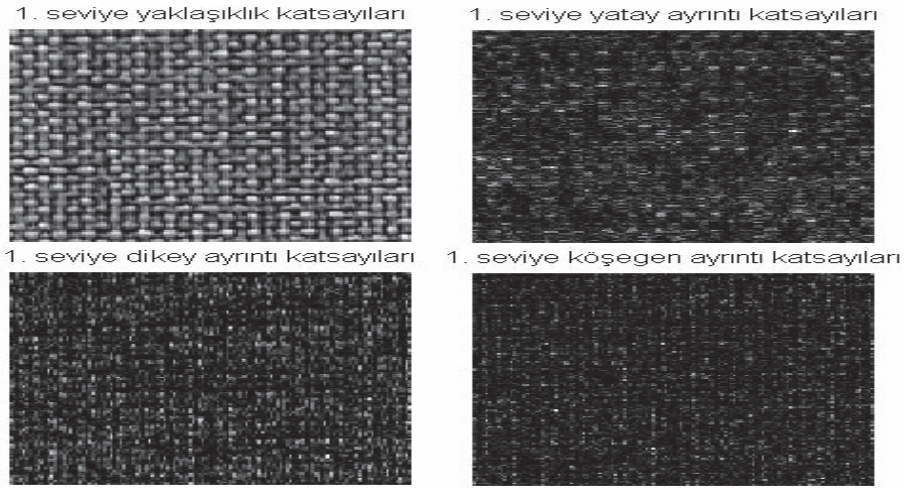 1. seviye yaklaşıklık katsayıları
1. seviye yatay ayrıntı katsayıları
1. seviye dikey ayrıntı katsayıları
1. seviye köşegen ayrıntı katsayıları